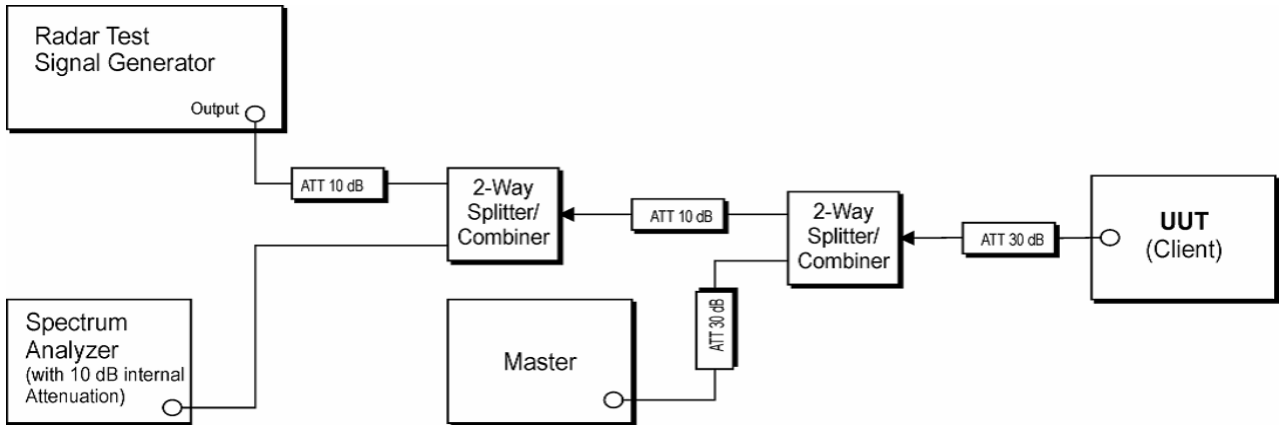 Radar Test
Signal Generator
Output
ATT 10 dB
2-Way
Splitter/
Combiner
ATT 10 dB
2-Way
Splitter/
Combiner
ATT 30 dB
UUT
(Client)
ATT 30 dB
Spectrum
Analyzer
(with 10 dB internal
Attenuation)
Master